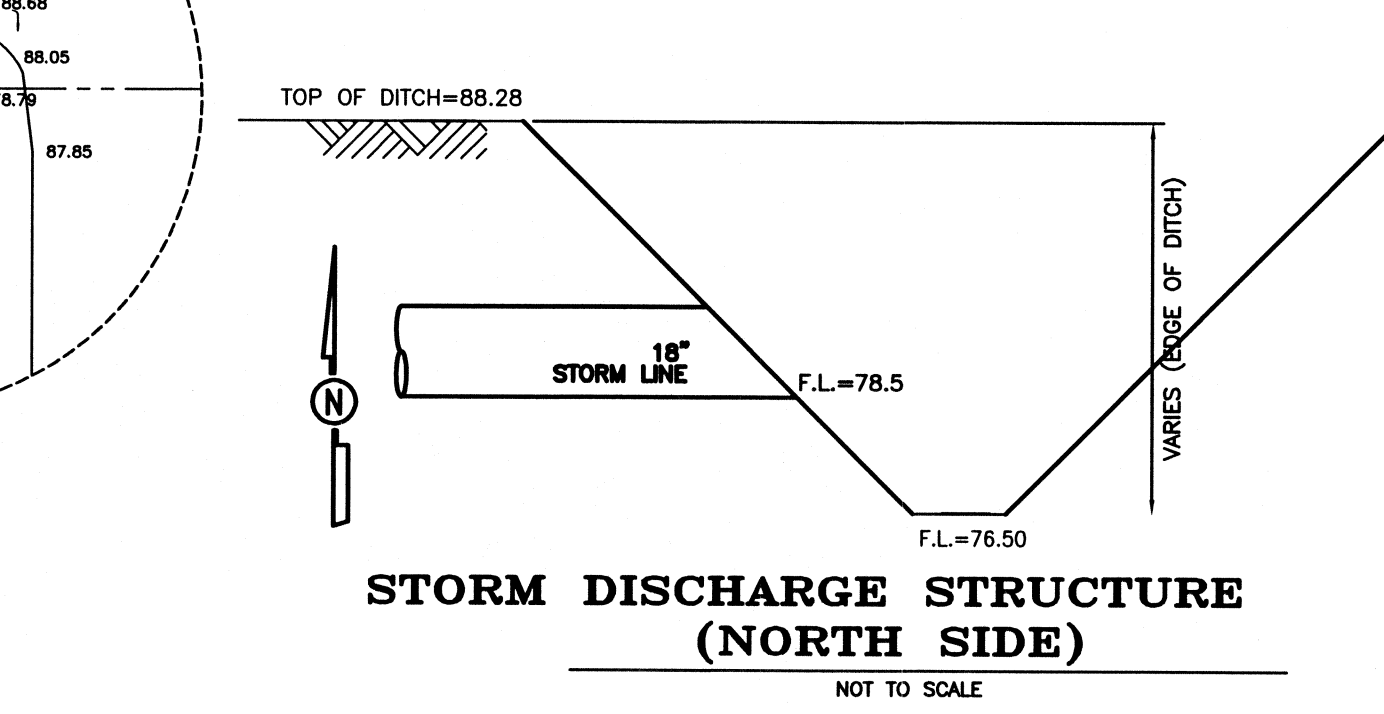 88.68
88.05
78.79
87.85
TOP OF DITCH=88.28
18"
STORM LINE
F.L.=78.5
VARIES (EDGE OF DITCH)
N
F.L.=76.50
STORM DISCHARGE STRUCTURE
(NORTH SIDE)
NOT TO SCALE